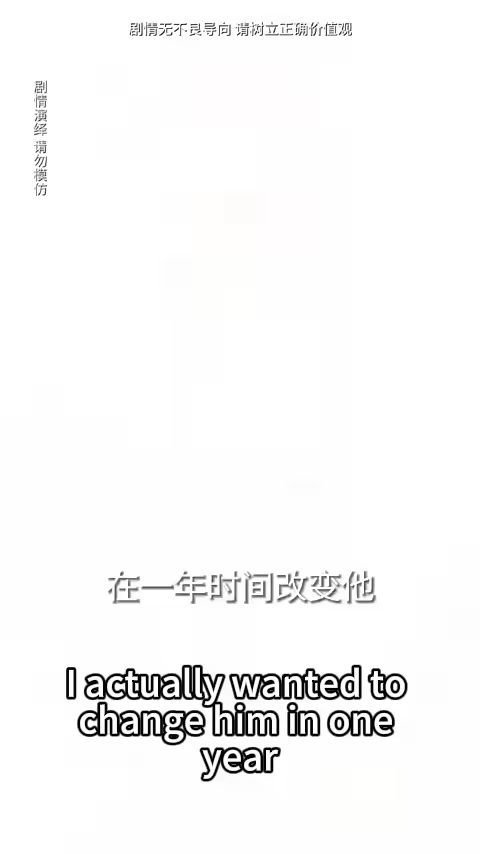 剧情无不良导向 请树立正确价值观
剧情演绎 请勿模仿
在一年时间改变他
I actually wanted to
change him in one
year